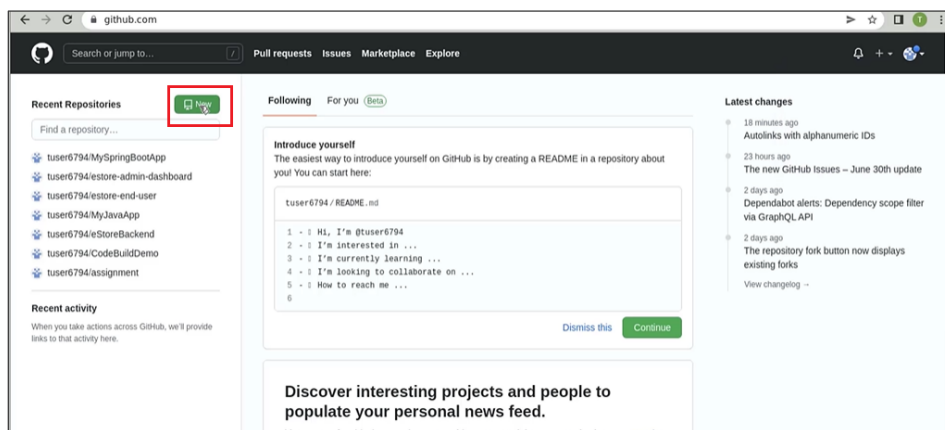 github.com
T
Search or jump to...
/
Pull requests Issues Marketplace Explore
Recent Repositories
New
Find a repository...
tuser6794/MySpringBootApp
tuser6794/estore-admin-dashboard
tuser6794/estore-end-user
tuser6794/MyJavaApp
tuser6794/eStoreBackend
tuser6794/CodeBuildDemo
tuser6794/assignment
Recent activity
When you take actions across GitHub, we'll provide
links to that activity here.
Following For you Beta
Introduce yourself
The easiest way to introduce yourself on GitHub is by creating a README in a repository about
you! You can start here:
tuser6794/README.md
1 - Hi, I'm @tuser6794
2 - I'm interested in ...
3 - I'm currently learning ...
4 - I'm looking to collaborate on ...
5 - How to reach me ...
6
Dismiss this Continue
Discover interesting projects and people to
populate your personal news feed.
Latest changes
18 minutes ago
Autolinks with alphanumeric IDs
23 hours ago
The new GitHub Issues – June 30th update
2 days ago
Dependabot alerts: Dependency scope filter
via GraphQL API
2 days ago
The repository fork button now displays
existing forks
View changelog →